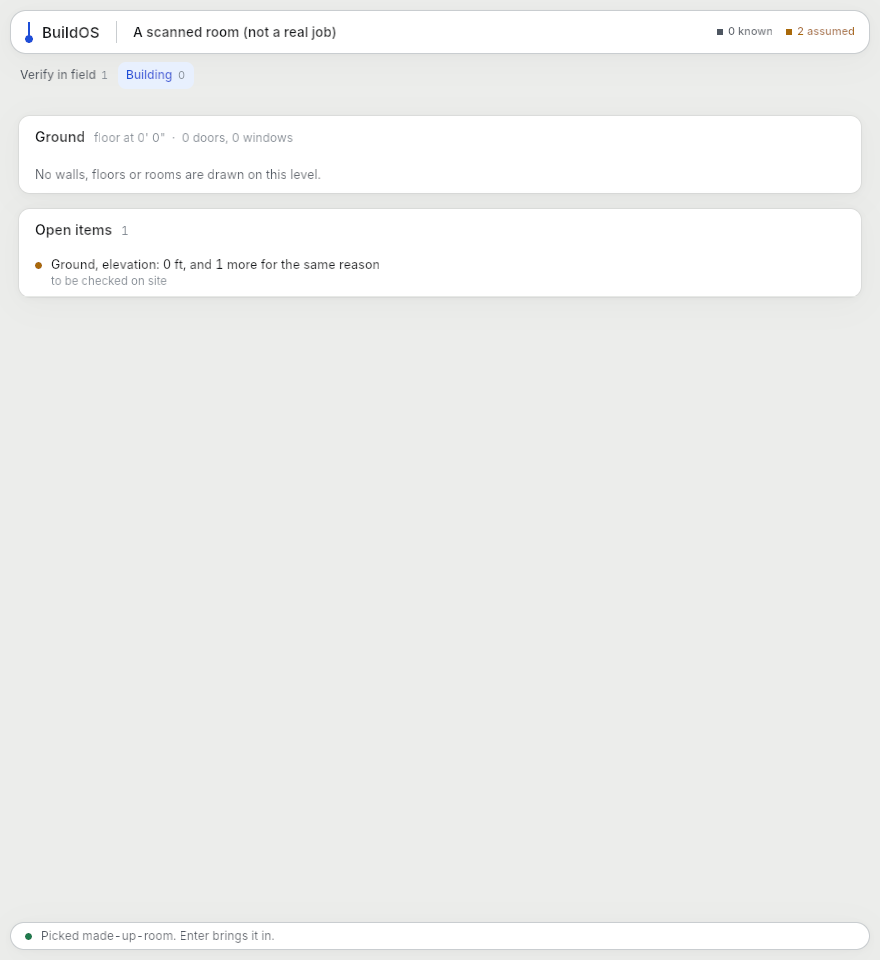 BuildOS
A scanned room (not a real job)
0 known
2 assumed
Verify in field 1
Building 0
Ground floor at 0' 0" · 0 doors, 0 windows
No walls, floors or rooms are drawn on this level.
Open items 1
Ground, elevation: 0 ft, and 1 more for the same reason
to be checked on site
Picked made-up-room. Enter brings it in.